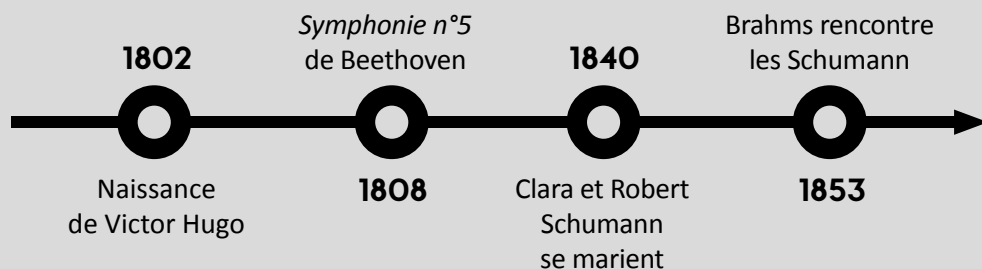 1802
Naissance
de Victor Hugo
Symphonie n°5
de Beethoven
1808
1840
Clara et Robert
Schumann
se marient
Brahms rencontre
les Schumann
1853